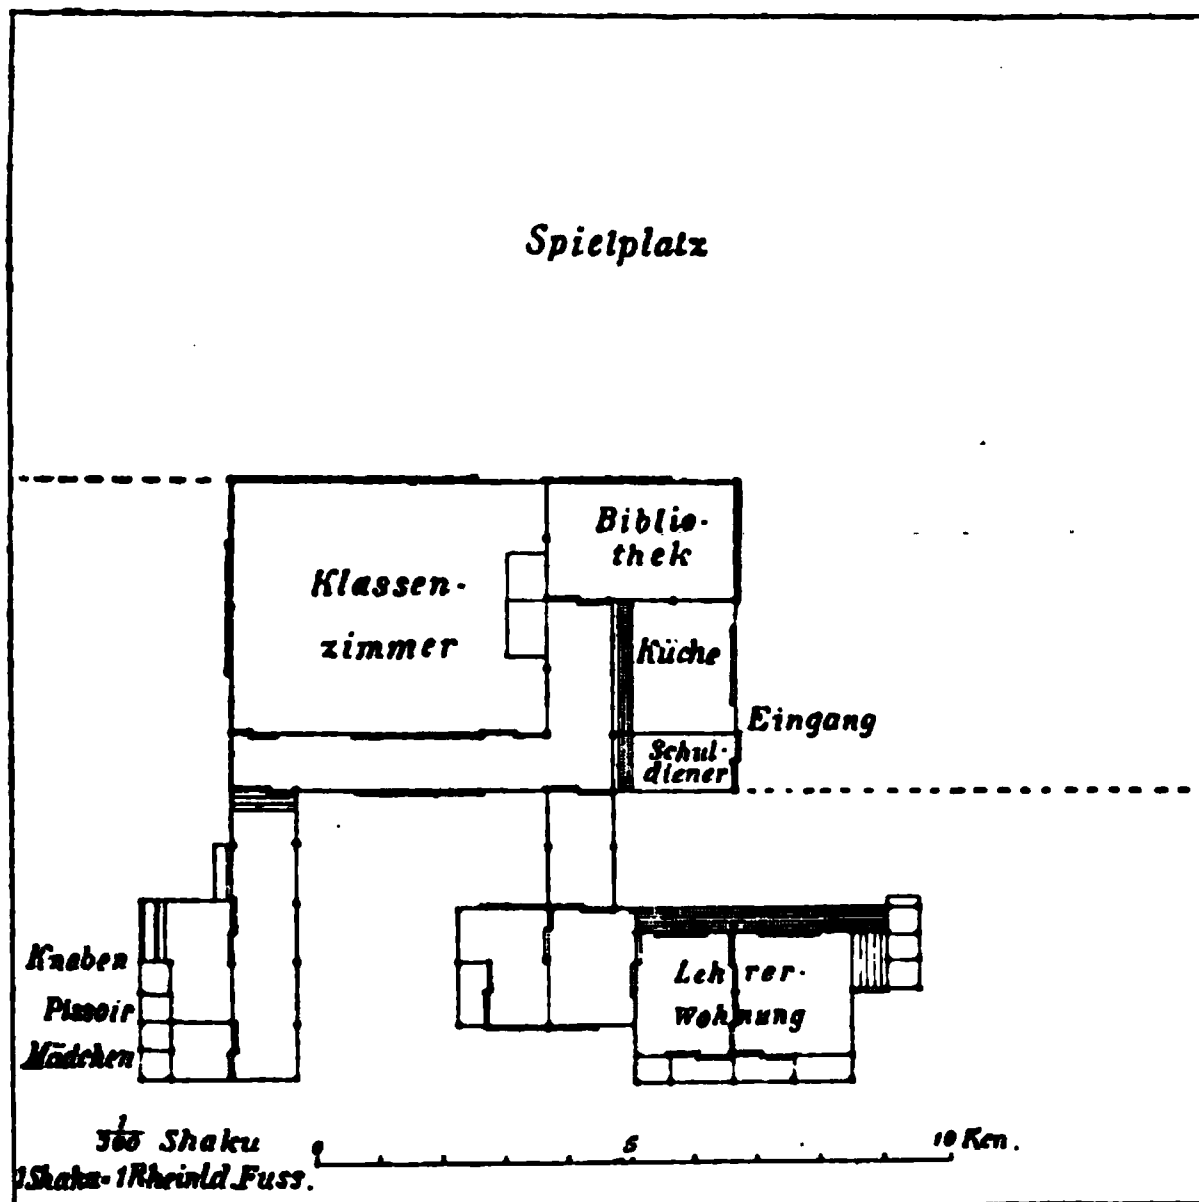 Spielplatz
Biblio-
thek
Klassen-
zimmer
Küche
Eingang
Schul-
diener
Knaben
Pissoir
Mädchen
Lehrer-
wohnung
1/300 Shaku
0 5 10 Ken.
1 Shaku = 1 Rheinld. Fuss.